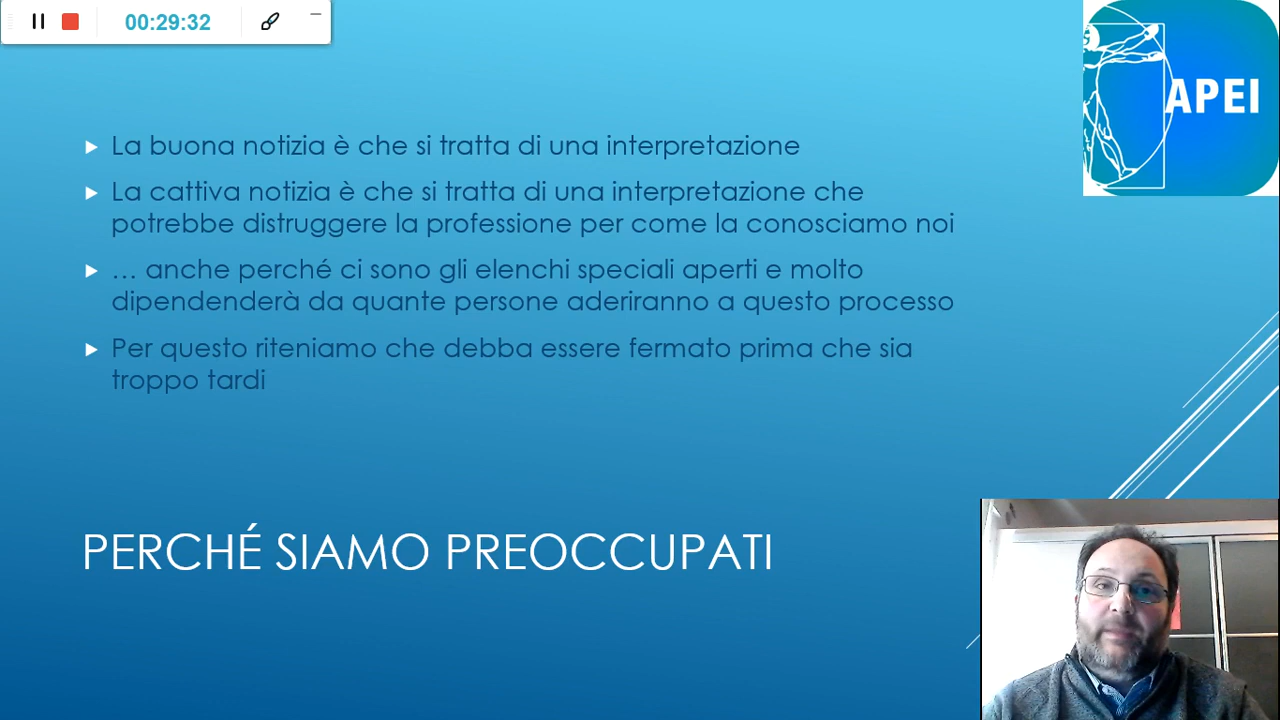 00:29:32
APEI
La buona notizia è che si tratta di una interpretazione
La cattiva notizia è che si tratta di una interpretazione che
potrebbe distruggere la professione per come la conosciamo noi
… anche perché ci sono gli elenchi speciali aperti e molto
dipendenderà da quante persone aderiranno a questo processo
Per questo riteniamo che debba essere fermato prima che sia
troppo tardi
PERCHÉ SIAMO PREOCCUPATI